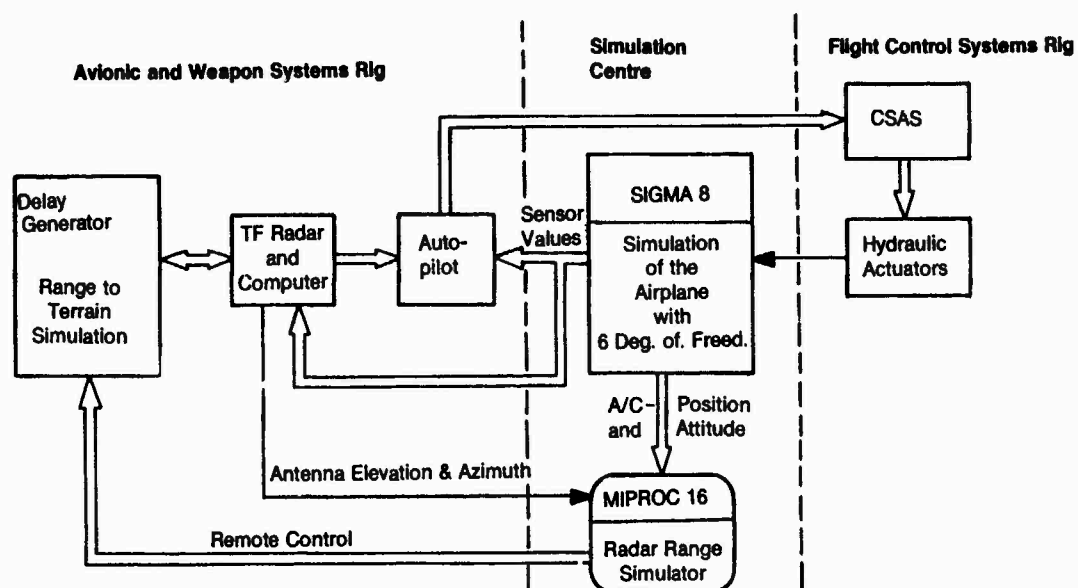 Avionic and Weapon Systems Rig
Simulation
Centre
Flight Control Systems Rig
CSAS
Delay
Generator
Range to
Terrain
Simulation
TF Radar
and
Computer
Auto-
pilot
Sensor
Values
SIGMA 8
Simulation
of the
Airplane
with
6 Deg. of. Freed.
Hydraulic
Actuators
A/C- Position
and Attitude
Antenna Elevation & Azimuth
MIPROC 16
Remote Control
Radar Range
Simulator